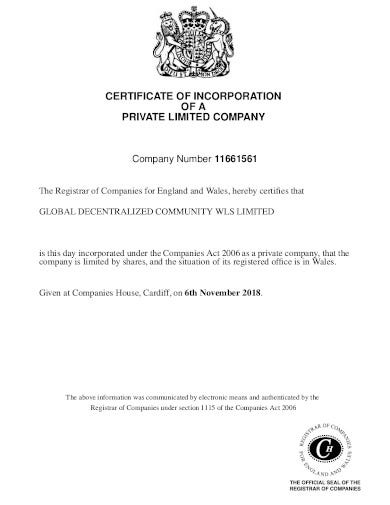 CERTIFICATE OF INCORPORATION
OF A
PRIVATE LIMITED COMPANY
Company Number 11661561
The Registrar of Companies for England and Wales, hereby certifies that
GLOBAL DECENTRALIZED COMMUNITY WLS LIMITED
is this day incorporated under the Companies Act 2006 as a private company, that the
company is limited by shares, and the situation of its registered office is in Wales.
Given at Companies House, Cardiff, on 6th November 2018.
The above information was communicated by electronic means and authenticated by the
Registrar of Companies under section 1115 of the Companies Act 2006
REGISTRAR OF COMPANIES
FOR ENGLAND AND WALES
CH
THE OFFICIAL SEAL OF THE
REGISTRAR OF COMPANIES